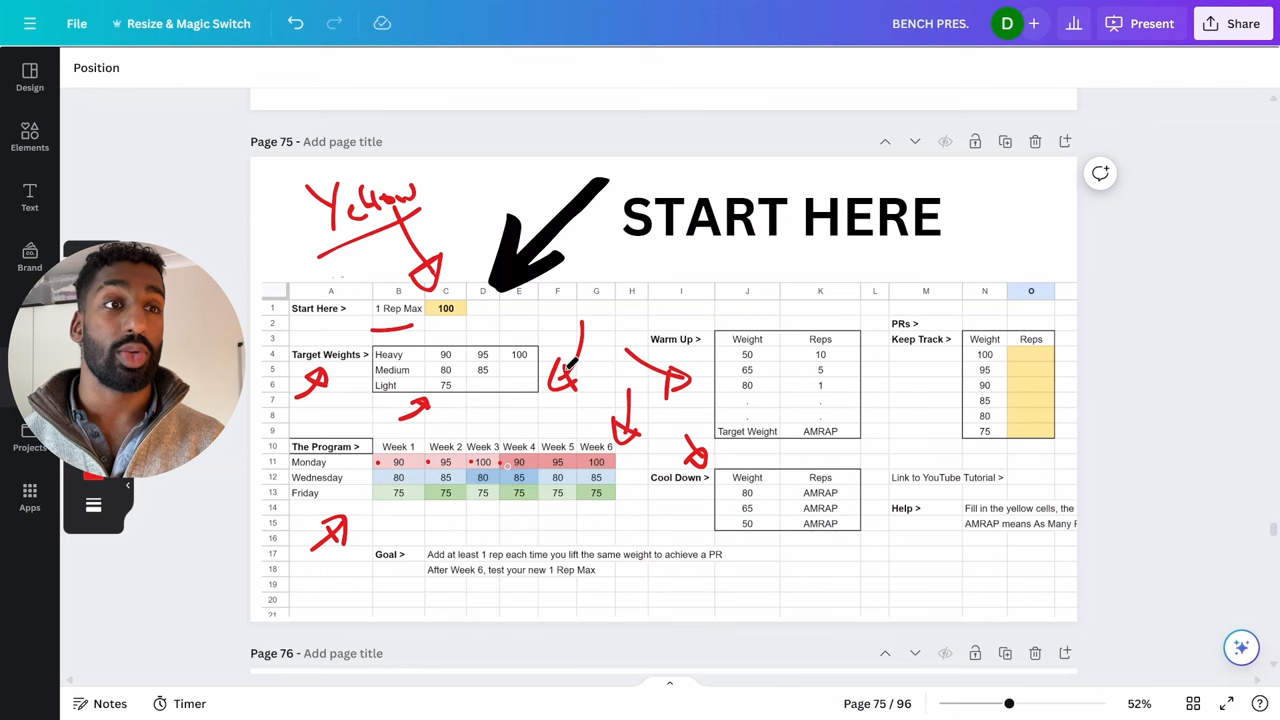 File Resize & Magic Switch BENCH PRES. D + Present Share
Position
Design
Elements
Text
Brand
Projects
Apps
Page 75 - Add page title
Yellow
START HERE
A B C D E F G H I J K L M N O
1 Start Here > 1 Rep Max 100
2 PRs >
3 Warm Up > Weight Reps Keep Track > Weight Reps
4 Target Weights > Heavy 90 95 100 50 10 100
5 Medium 80 85 65 5 95
6 Light 75 80 1 90
7 . . 85
8 . . 80
9 Target Weight AMRAP 75
10 The Program > Week 1 Week 2 Week 3 Week 4 Week 5 Week 6
11 Monday 90 95 100 90 95 100
12 Wednesday 80 85 80 85 80 85 Cool Down > Weight Reps Link to YouTube Tutorial >
13 Friday 75 75 75 75 75 75 80 AMRAP
14 65 AMRAP Help > Fill in the yellow cells, the
15 50 AMRAP AMRAP means As Many
16
17 Goal > Add at least 1 rep each time you lift the same weight to achieve a PR
18 After Week 6, test your new 1 Rep Max
19
20
21
Page 76 - Add page title
Notes Timer Page 75 / 96 52%